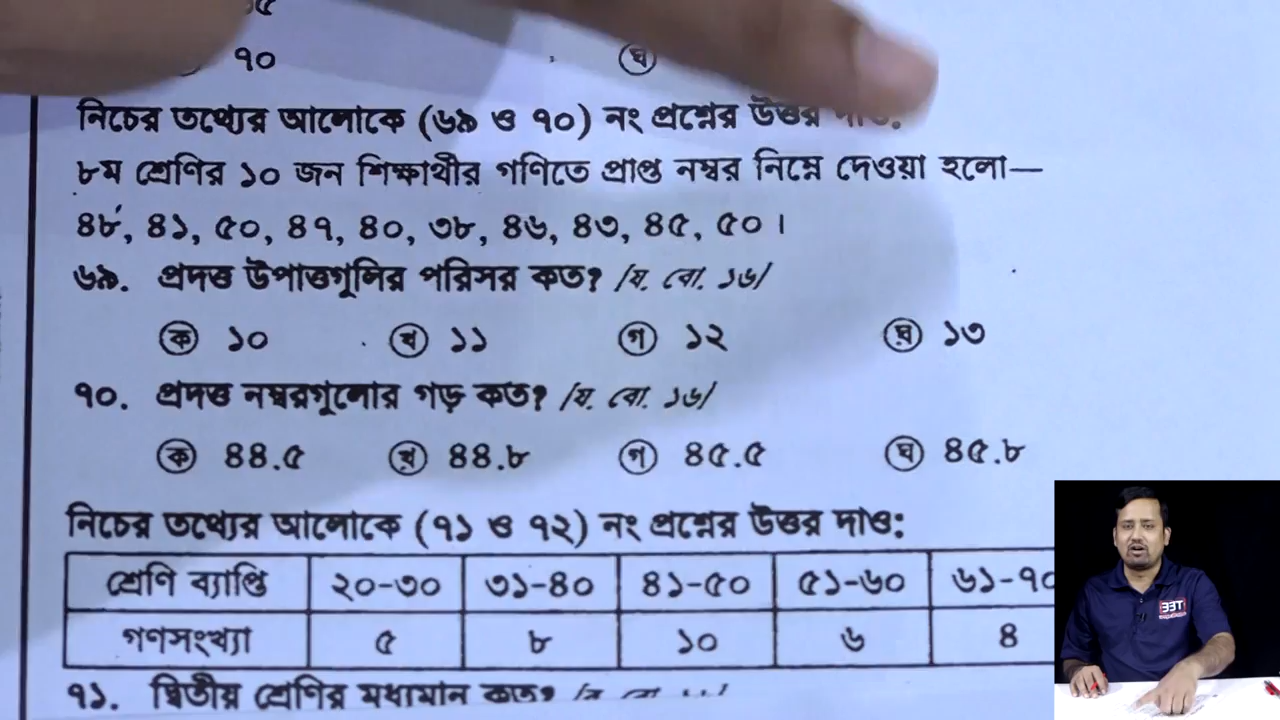 ৭০ ঘ
নিচের তথ্যের আলোকে (৬৯ ও ৭০) নং প্রশ্নের উত্তর দাও:
৮ম শ্রেণির ১০ জন শিক্ষার্থীর গণিতে প্রাপ্ত নম্বর নিম্নে দেওয়া হলো—
৪৮, ৪১, ৫০, ৪৭, ৪০, ৩৮, ৪৬, ৪৩, ৪৫, ৫০ ।
৬৯. প্রদত্ত উপাত্তগুলির পরিসর কত? [য. বো. ১৬]
ক ১০ খ ১১ গ ১২ ঘ ১৩
৭০. প্রদত্ত নম্বরগুলোর গড় কত? [য. বো. ১৬]
ক ৪৪.৫ খ ৪৪.৮ গ ৪৫.৫ ঘ ৪৫.৮
নিচের তথ্যের আলোকে (৭১ ও ৭২) নং প্রশ্নের উত্তর দাও:
শ্রেণি ব্যাপ্তি ২০-৩০ ৩১-৪০ ৪১-৫০ ৫১-৬০ ৬১-৭০
গণসংখ্যা ৫ ৮ ১০ ৬ ৪
৭১. দ্বিতীয় শ্রেণির মধ্যমান কত?